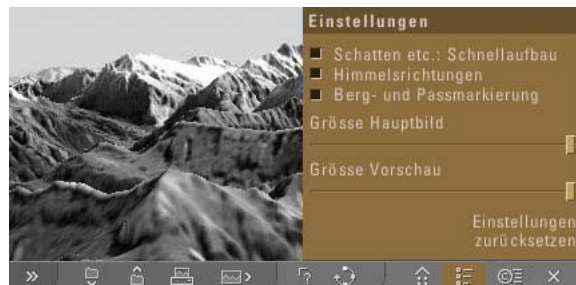 Einstellungen
Schatten etc.: Schnellaufbau
Himmelsrichtungen
Berg- und Passmarkierung
Grösse Hauptbild
Grösse Vorschau
Einstellungen
zurücksetzen